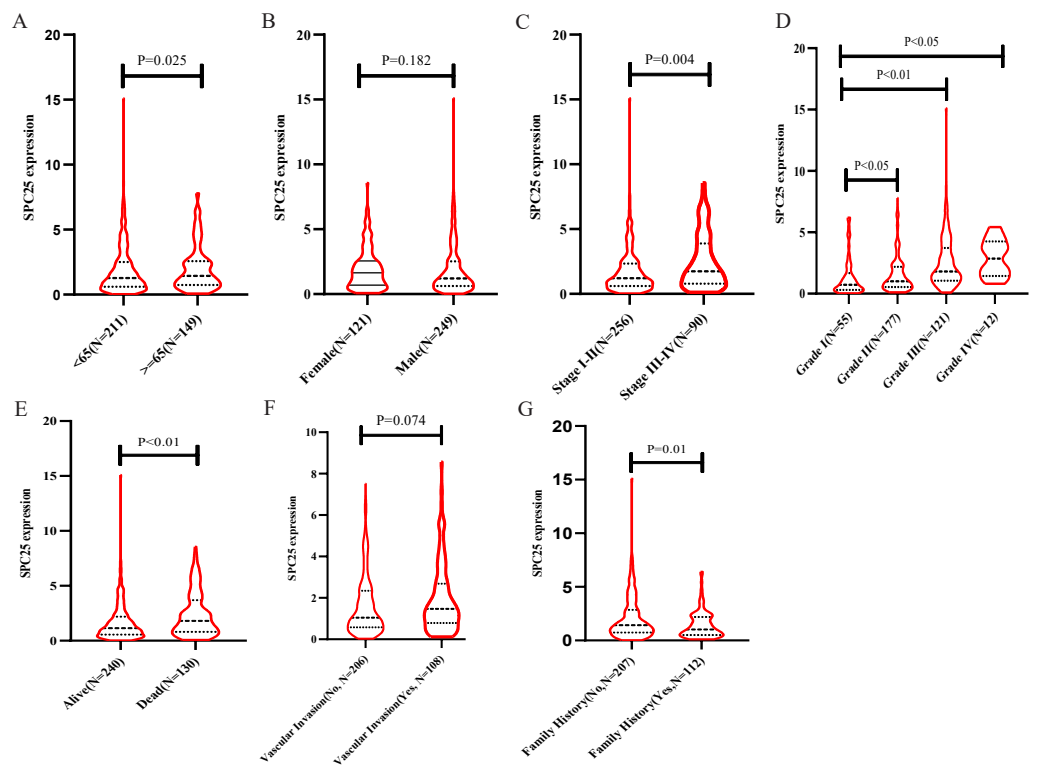 A
SPC25 expression
20
15
10
5
0
P=0.025
<65(N=211)
>=65(N=149)
B
SPC25 expression
20
15
10
5
0
P=0.182
Female(N=121)
Male(N=249)
C
SPC25 expression
20
15
10
5
0
P=0.004
Stage I-II(N=256)
Stage III-IV(N=90)
D
SPC25 expression
20
15
10
5
0
P<0.05
P<0.01
P<0.05
Grade I(N=55)
Grade II(N=177)
Grade III(N=121)
Grade IV(N=12)
E
SPC25 expression
20
15
10
5
0
P<0.01
Alive(N=240)
Dead(N=130)
F
SPC25 expression
10
8
6
4
2
0
P=0.074
Vascular Invasion(No, N=206)
Vascular Invasion(Yes, N=108)
G
SPC25 expression
20
15
10
5
0
P=0.01
Family History(No,N=207)
Family History(Yes,N=112)